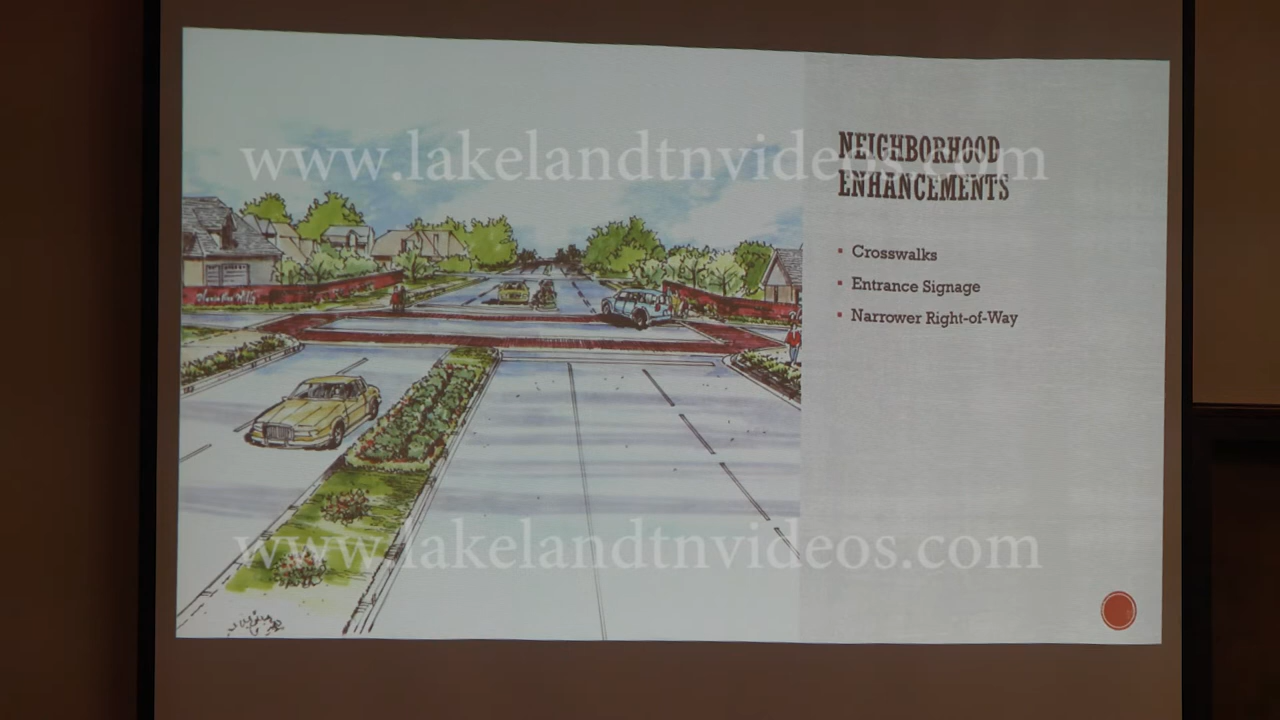 www.lakelandtnvideos.com
NEIGHBORHOOD
ENHANCEMENTS
Crosswalks
Entrance Signage
Narrower Right-of-Way
www.lakelandtnvideos.com